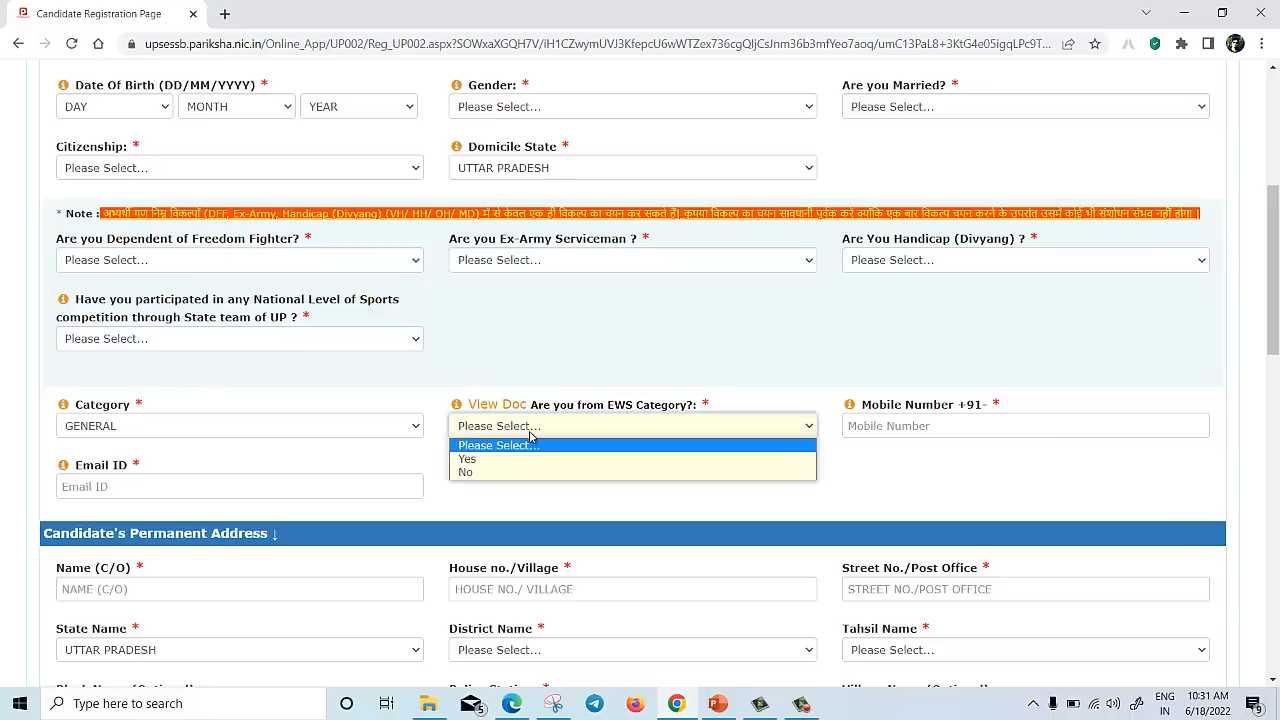 Candidate Registration Page
upsessb.pariksha.nic.in/Online_App/UP002/Reg_UP002.aspx?
Date Of Birth (DD/MM/YYYY) * Gender: * Are you Married? *
DAY MONTH YEAR Please Select... Please Select...
Citizenship: * Domicile State *
Please Select... UTTAR PRADESH
* Note : अभ्यर्थी गण निम्न विकल्पों (DFF, Ex-Army, Handicap (Divyang) (VH/ HH/ OH/ MD) में से केवल एक ही विकल्प का चयन कर सकते हैं| कृपया विकल्प का चयन सावधानी पूर्वक करें क्योंकि एक बार विकल्प चयन करने के उपरांत उसमें कोई भी संशोधन संभव नहीं होगा |
Are you Dependent of Freedom Fighter? * Are you Ex-Army Serviceman ? * Are You Handicap (Divyang) ? *
Please Select... Please Select... Please Select...
Have you participated in any National Level of Sports
competition through State team of UP ? *
Please Select...
Category * View Doc Are you from EWS Category?: * Mobile Number +91- *
GENERAL Please Select... Mobile Number
Please Select...
Yes
No
Email ID *
Email ID
Candidate's Permanent Address ↓
Name (C/O) * House no./Village * Street No./Post Office *
NAME (C/O) HOUSE NO./ VILLAGE STREET NO./POST OFFICE
State Name * District Name * Tahsil Name *
UTTAR PRADESH Please Select... Please Select...
Type here to search
5
ENG 10:31 AM
IN 6/18/2022
9